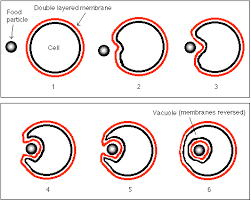 Food
particle
Double layered membrane
Cell
1
2
3
Vacuole (membranes reversed)
4
5
6